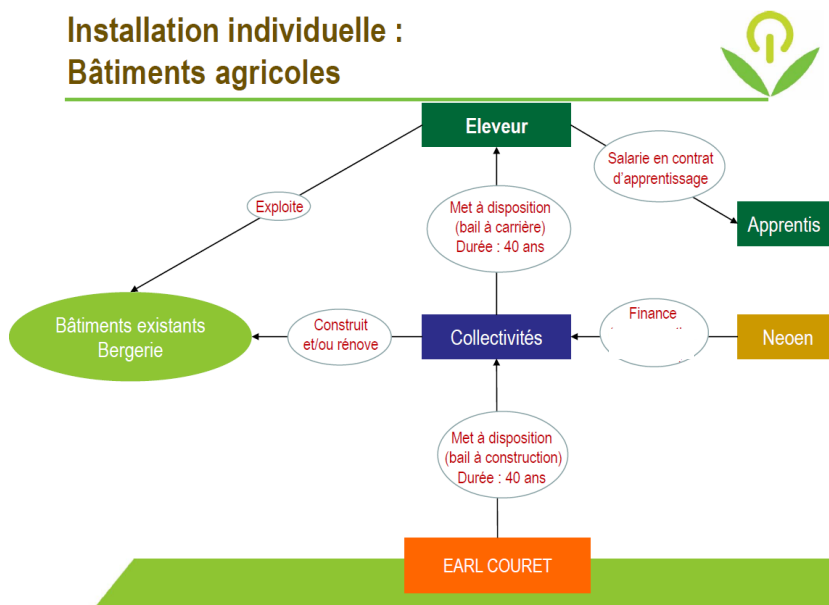 Installation individuelle :
Bâtiments agricoles
Eleveur
Salarie en contrat
d'apprentissage
Exploite
Met à disposition
(bail à carrière)
Durée : 40 ans
Apprentis
Bâtiments existants
Bergerie
Construit
et/ou rénove
Collectivités
Finance
Neoen
Met à disposition
(bail à construction)
Durée : 40 ans
EARL COURET